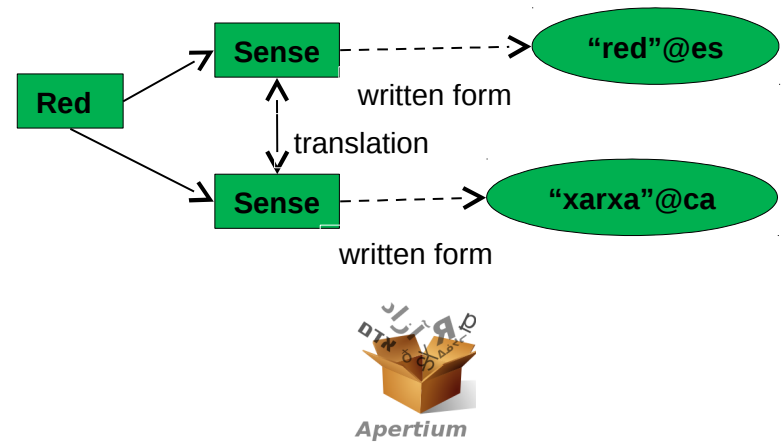 Sense
“red”@es
Red
written form
translation
Sense
“xarxa”@ca
written form
Apertium